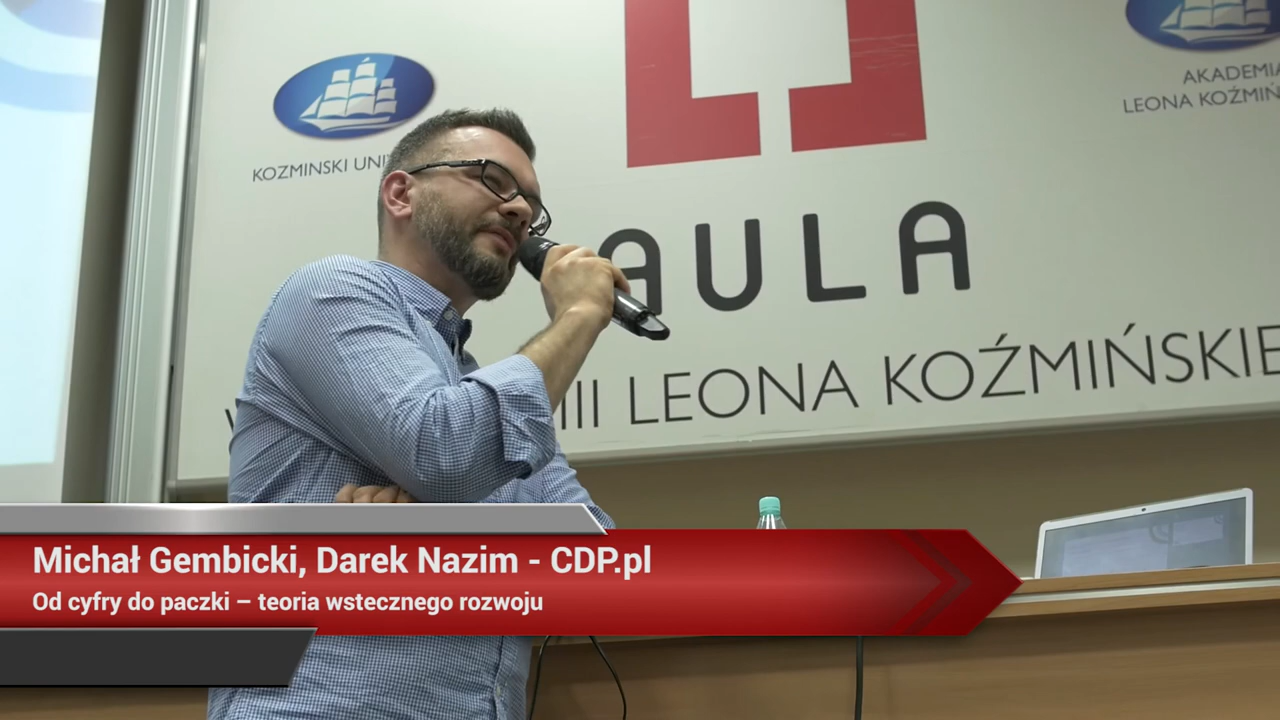 KOZMINSKI UNI
AKADEMIA
LEONA KOŹMIŃ
AULA
III LEONA KOŹMIŃSKIE
Michał Gembicki, Darek Nazim - CDP.pl
Od cyfry do paczki – teoria wstecznego rozwoju